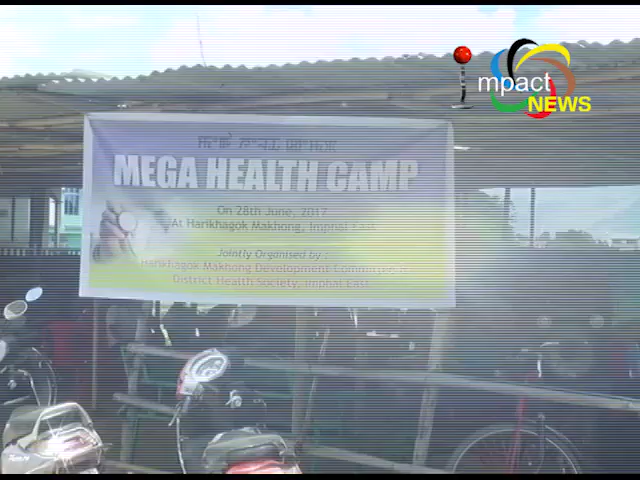 impact
NEWS
MEGA HEALTH CAMP
On 28th June, 2017
At Harikhagok Makhong, Imphal East
Jointly Organised by :
Harikhagok Makhong Development Committee
District Health Society, Imphal East